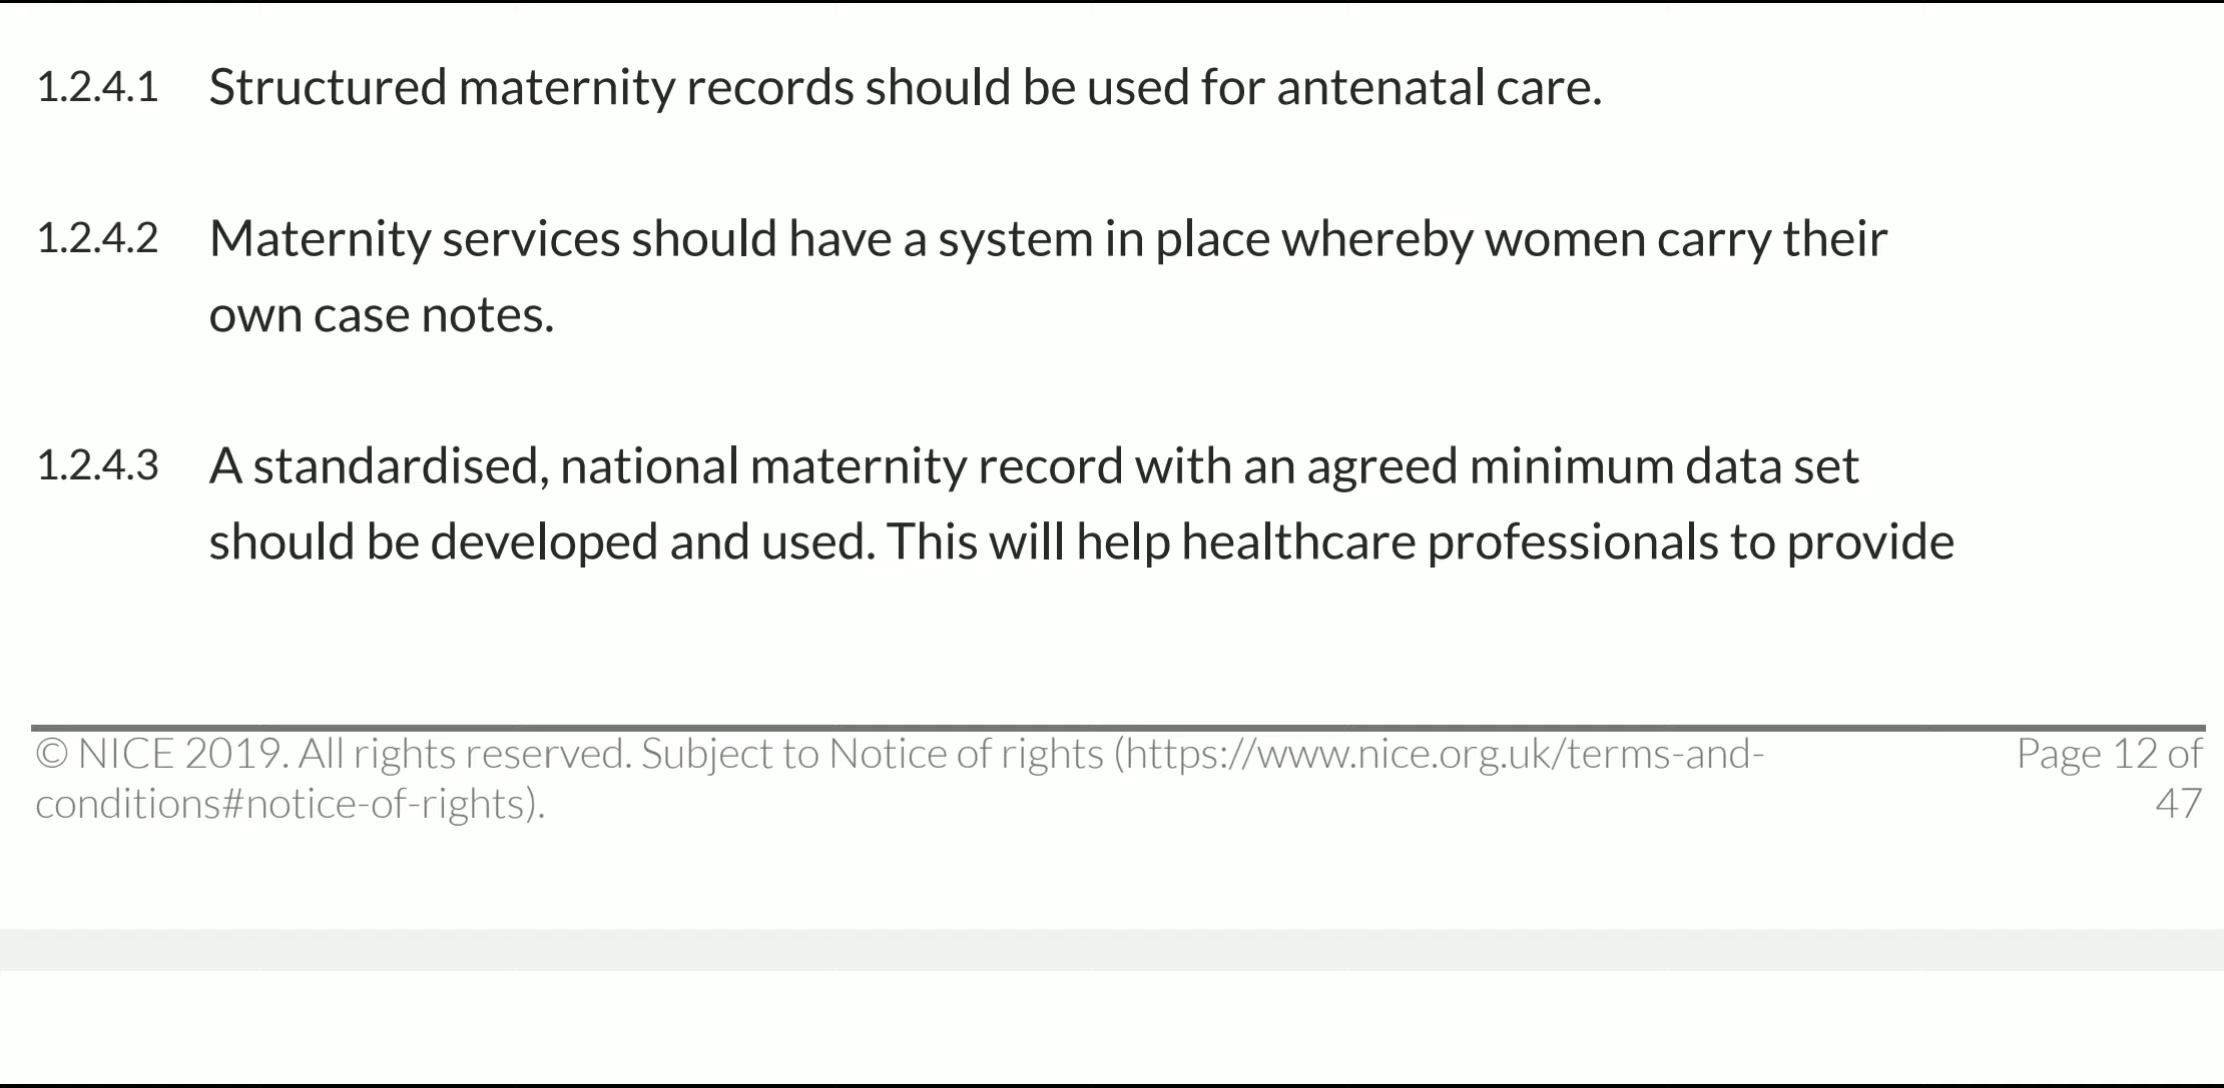 1.2.4.1 Structured maternity records should be used for antenatal care.
1.2.4.2 Maternity services should have a system in place whereby women carry their
own case notes.
1.2.4.3 A standardised, national maternity record with an agreed minimum data set
should be developed and used. This will help healthcare professionals to provide
© NICE 2019. All rights reserved. Subject to Notice of rights (https://www.nice.org.uk/terms-and-
conditions#notice-of-rights).
Page 12 of
47